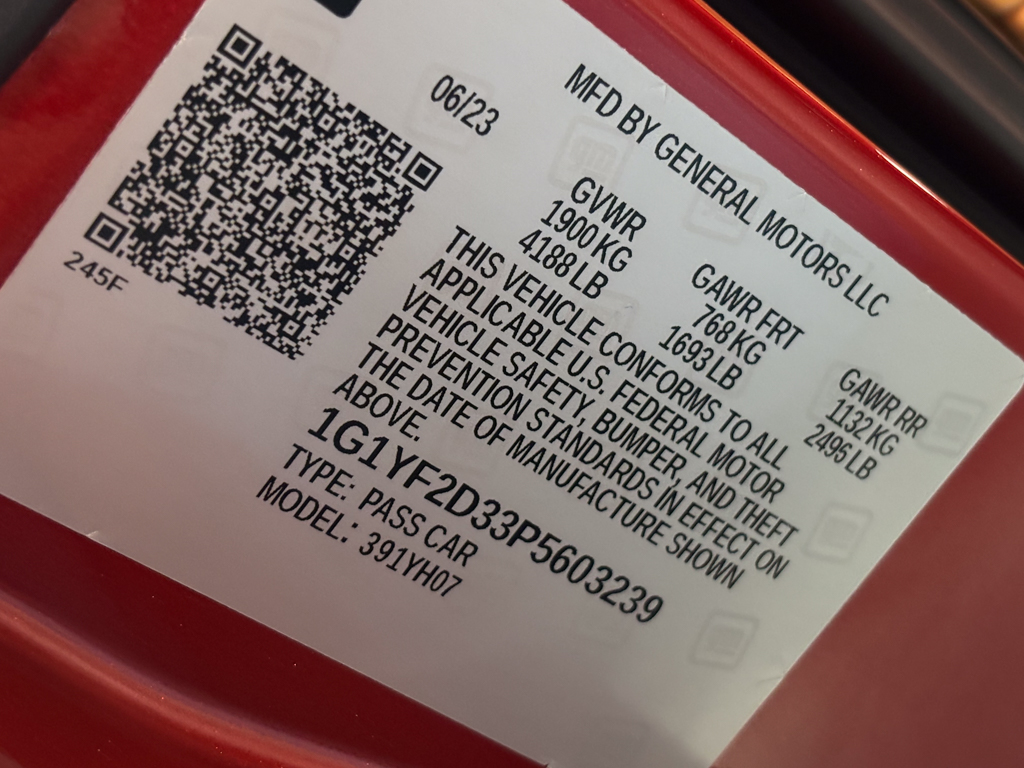 MFD BY GENERAL MOTORS LLC
06/23
GVWR
1900 KG
4188 LB
GAWR FRT
768 KG
1693 LB
GAWR RR
1132 KG
2496 LB
THIS VEHICLE CONFORMS TO ALL
APPLICABLE U.S. FEDERAL MOTOR
VEHICLE SAFETY, BUMPER, AND THEFT
PREVENTION STANDARDS IN EFFECT ON
THE DATE OF MANUFACTURE SHOWN
ABOVE.
1G1YF2D33P5603239
TYPE: PASS CAR
MODEL: 391YH07
245F